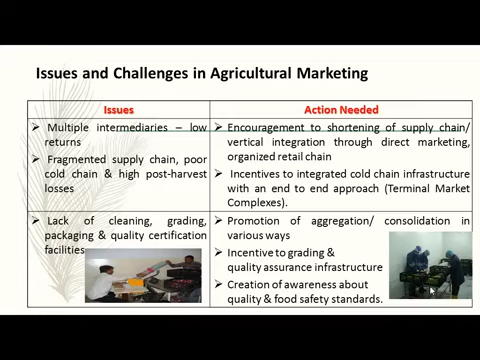 Issues and Challenges in Agricultural Marketing
Issues
Action Needed
➢ Multiple intermediaries – low
returns
➢ Fragmented supply chain, poor
cold chain & high post-harvest
losses
➢ Encouragement to shortening of supply chain/
vertical integration through direct marketing,
organized retail chain
➢ Incentives to integrated cold chain infrastructure
with an end to end approach (Terminal Market
Complexes).
➢ Lack of cleaning, grading,
packaging & quality certification
facilities
➢ Promotion of aggregation/ consolidation in
various ways
➢ Incentive to grading &
quality assurance infrastructure
➢ Creation of awareness about
quality & food safety standards.